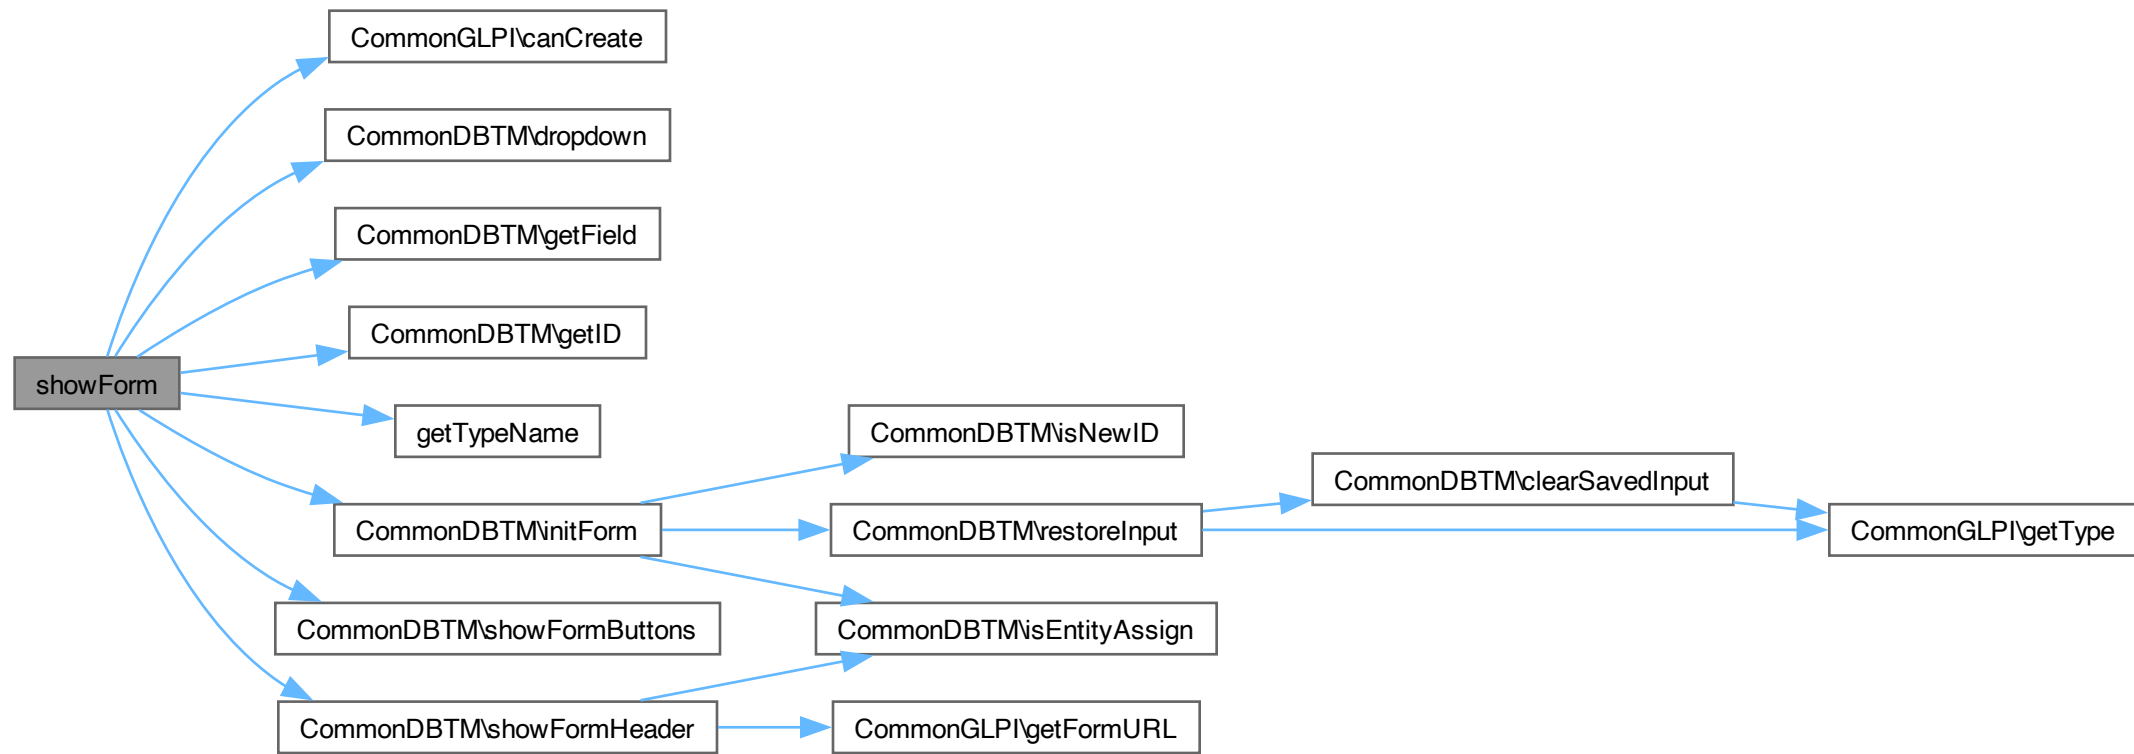 CommonGLPI\canCreate
CommonDBTM\dropdown
CommonDBTM\getField
CommonDBTM\getID
showForm
getTypeName
CommonDBTM\isNewID
CommonDBTM\clearSavedInput
CommonDBTM\initForm
CommonDBTM\restoreInput
CommonGLPI\getType
CommonDBTM\showFormButtons
CommonDBTM\isEntityAssign
CommonDBTM\showFormHeader
CommonGLPI\getFormURL